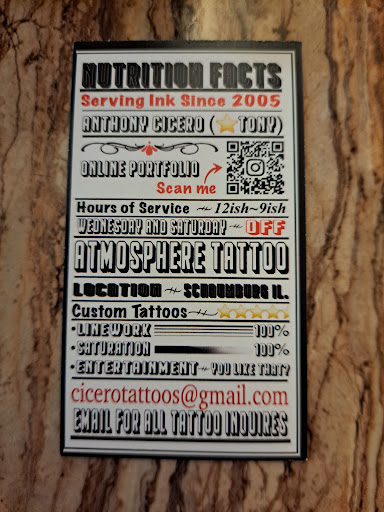 NUTRITION FACTS
Serving Ink Since 2005
ANTHONY CICERO (⭐TONY)
ONLINE PORTFOLIO
Scan me
Hours of Service 12ish~9ish
WEDNESDAY AND SATURDAY OFF
ATMOSPHERE TATTOO
LOCATION SCHAUMBURG IL.
Custom Tattoos ⭐⭐⭐⭐⭐
•LINEWORK 100%
•SATURATION 100%
•ENTERTAINMENT YOU LIKE THAT?
cicerotattoos@gmail.com
EMAIL FOR ALL TATTOO INQUIRES